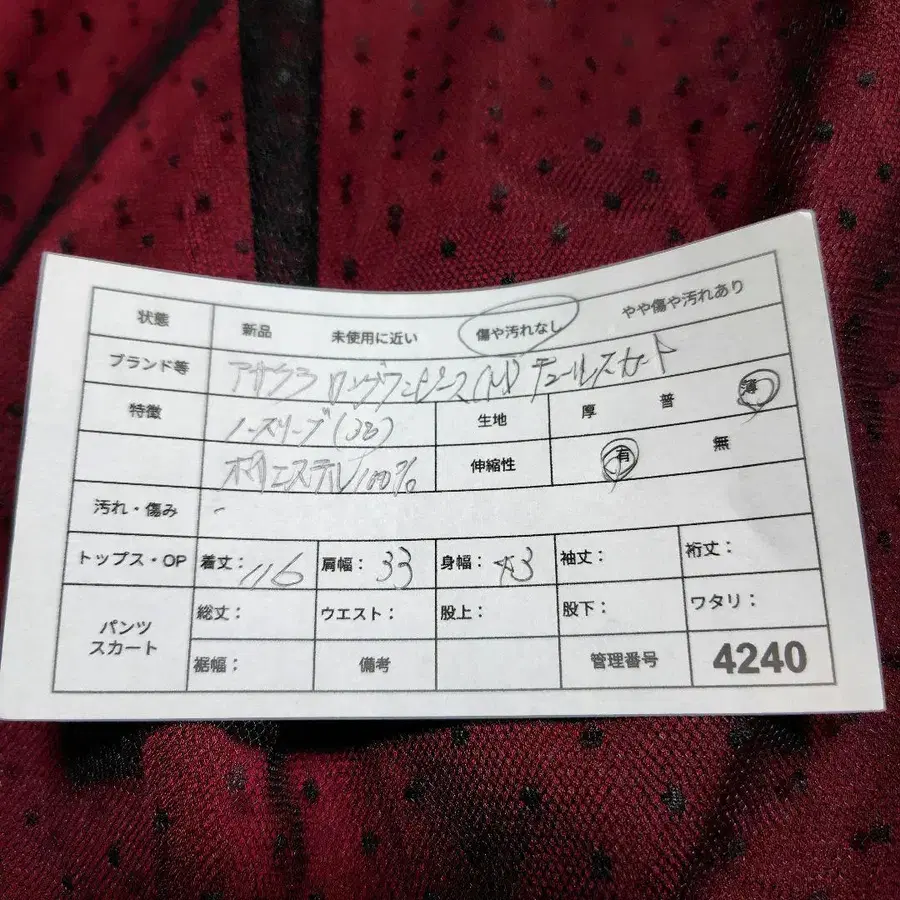 状態 新品 未使用に近い 傷や汚れなし やや傷や汚れあり
ブランド等 アサクラ ロングワンピース(M) チュールスカート
特徴 ノースリーブ(38) 生地 厚 普 薄
ポリエステル100% 伸縮性 有 無
汚れ・傷み -
トップス・OP 着丈: 116 肩幅: 33 身幅: 43 袖丈: 裄丈:
パンツ スカート 総丈: ウエスト: 股上: 股下: ワタリ:
裾幅: 備考 管理番号 4240